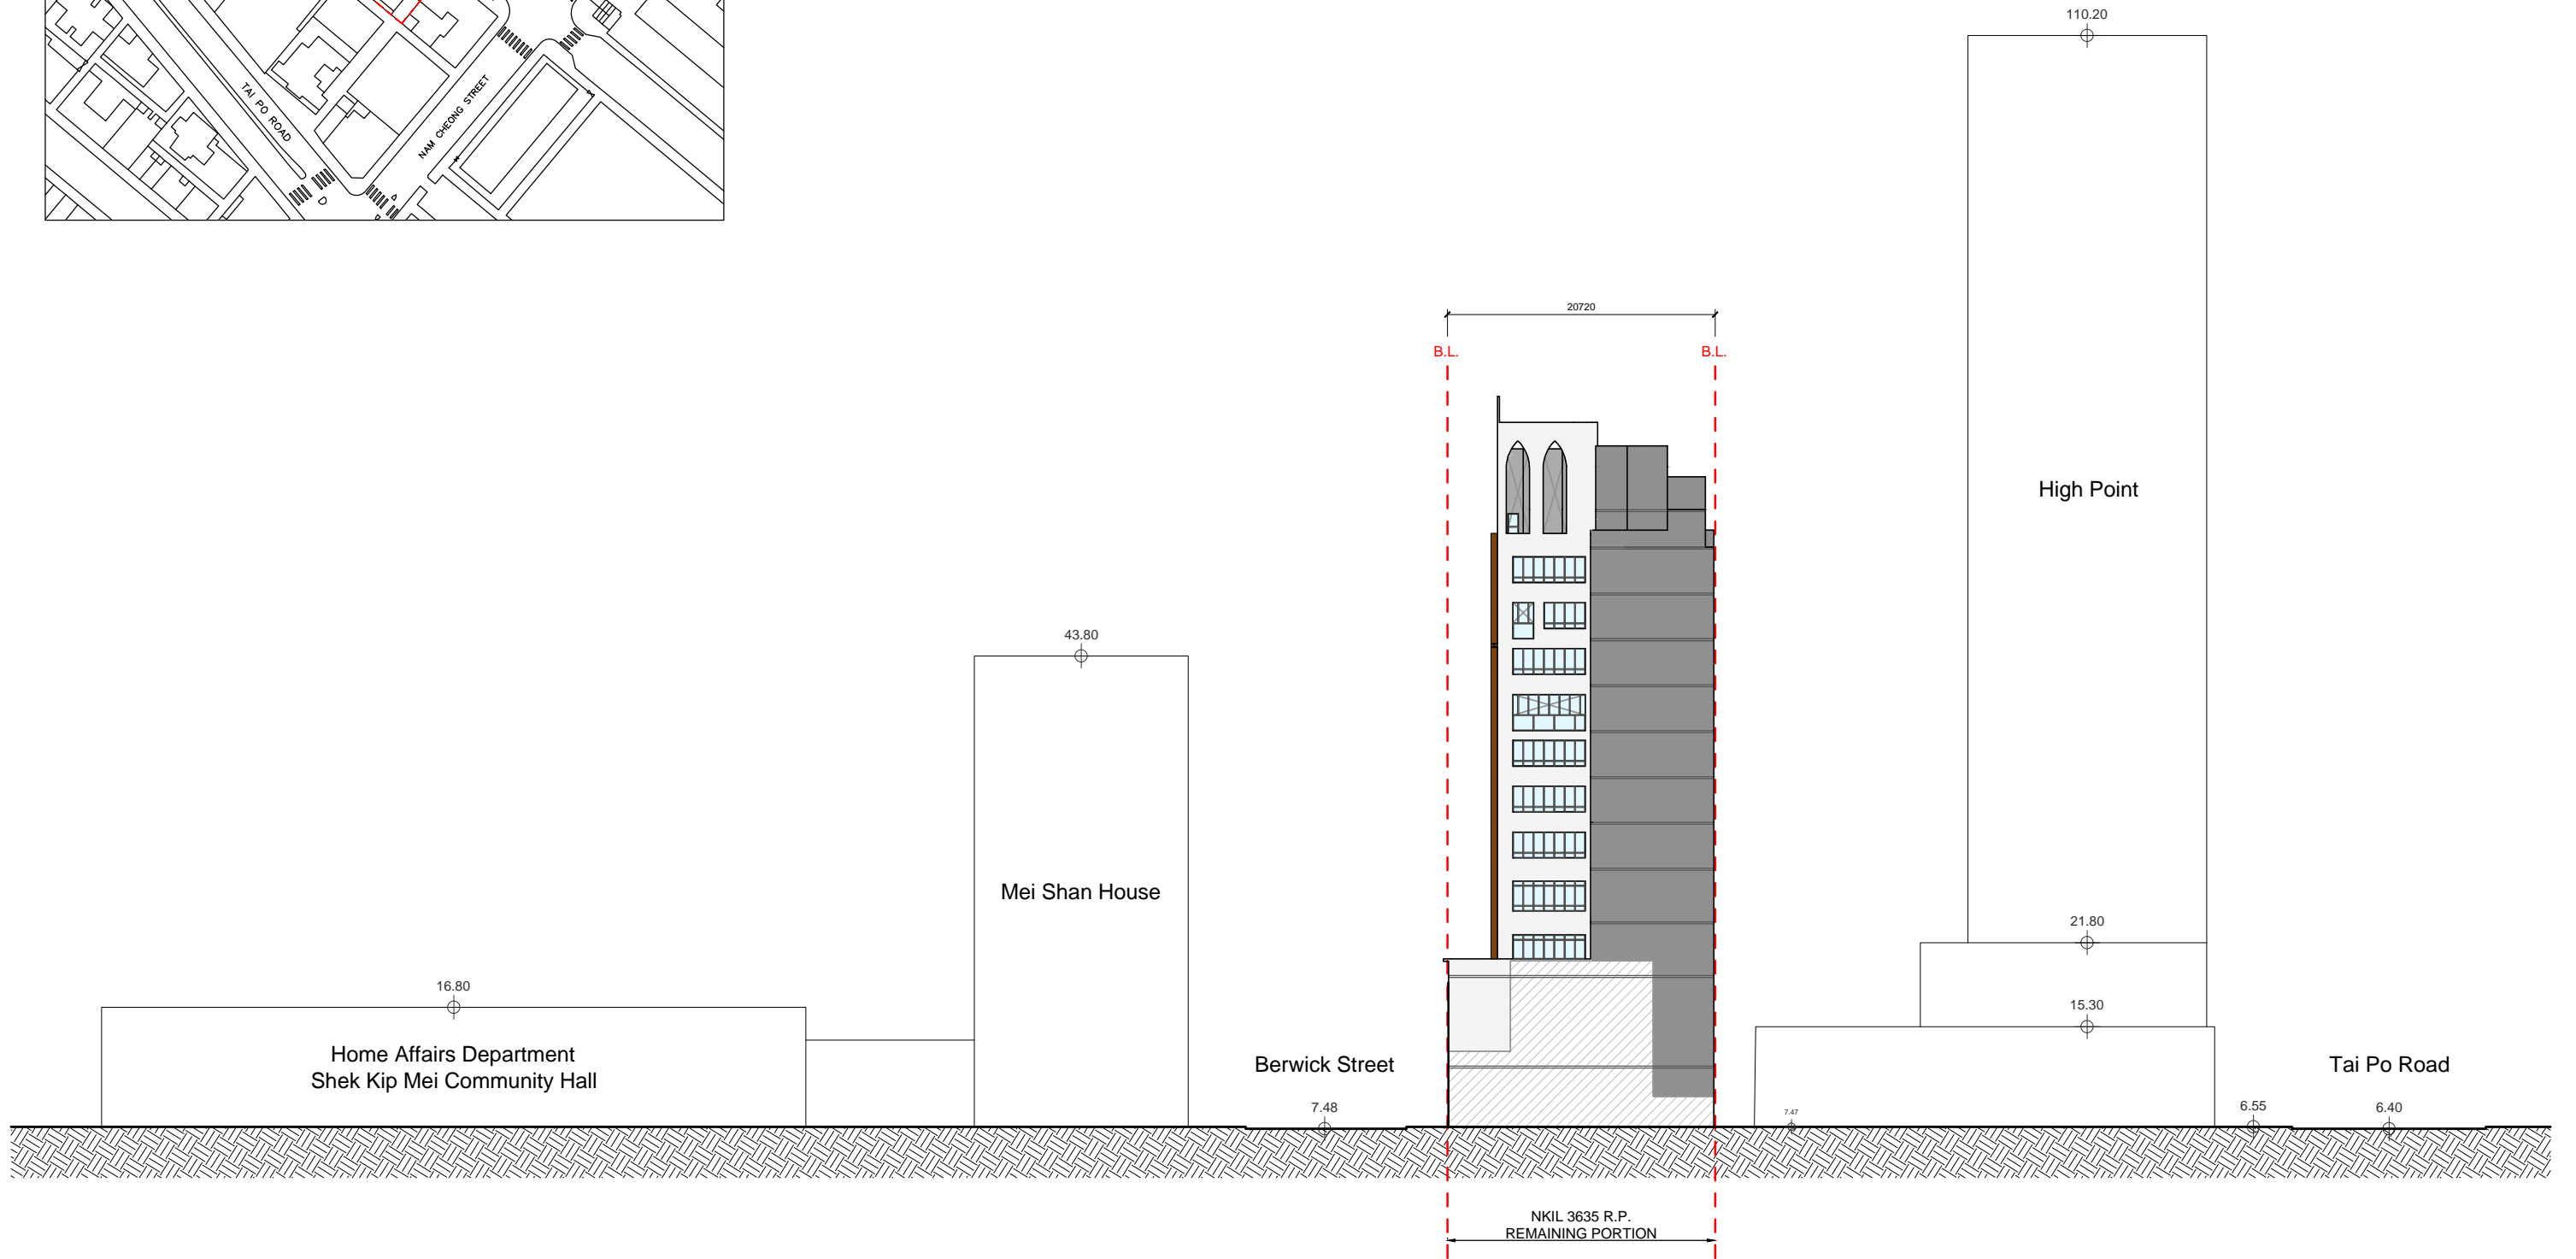 TAI PO ROAD
NAM CHEONG STREET
110.20
20720
B.L.
B.L.
High Point
43.80
Mei Shan House
21.80
16.80
15.30
Home Affairs Department
Shek Kip Mei Community Hall
Berwick Street
Tai Po Road
7.48
7.47
6.55
6.40
NKIL 3635 R.P.
REMAINING PORTION